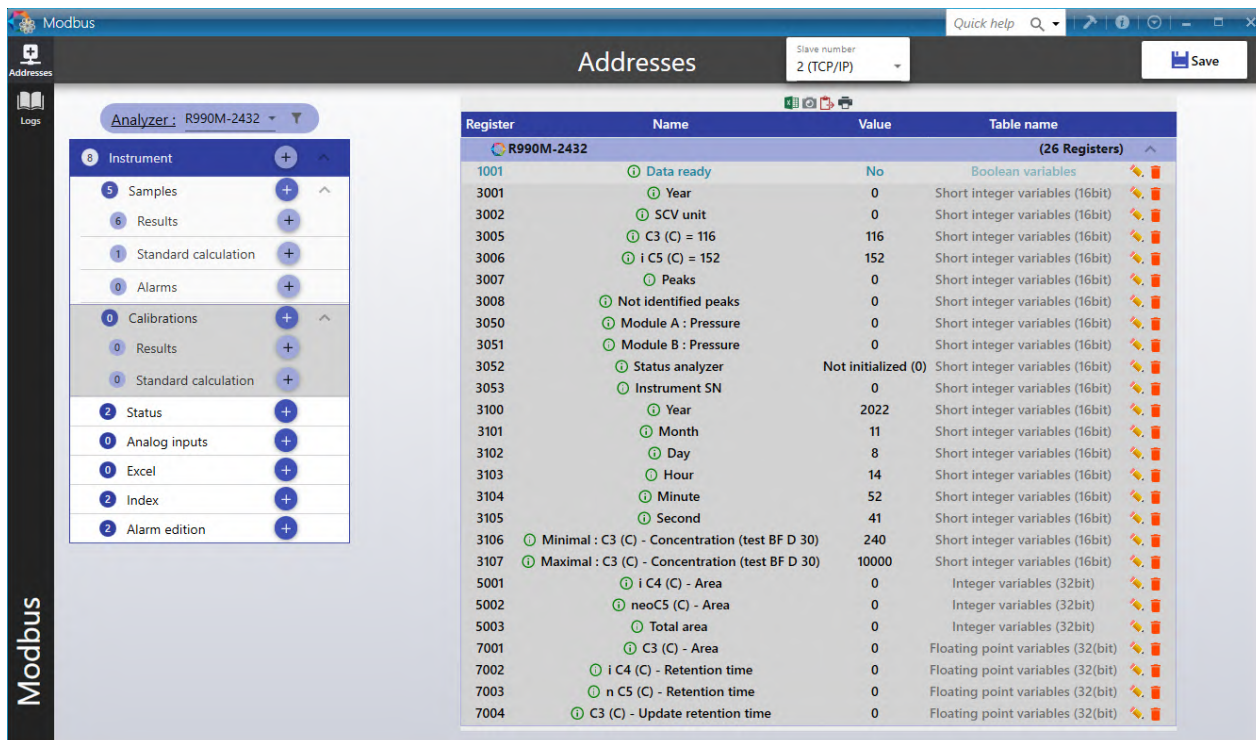 Modbus
Quick help
Addresses
Slave number
2 (TCP/IP)
Save
Addresses
Logs
Modbus
Analyzer : R990M-2432
8 Instrument +
5 Samples +
6 Results +
1 Standard calculation +
0 Alarms +
0 Calibrations +
0 Results +
0 Standard calculation +
2 Status +
0 Analog inputs +
0 Excel +
2 Index +
2 Alarm edition +
Register Name Value Table name
R990M-2432 (26 Registers)
1001 Data ready No Boolean variables
3001 Year 0 Short integer variables (16bit)
3002 SCV unit 0 Short integer variables (16bit)
3005 C3 (C) = 116 116 Short integer variables (16bit)
3006 i C5 (C) = 152 152 Short integer variables (16bit)
3007 Peaks 0 Short integer variables (16bit)
3008 Not identified peaks 0 Short integer variables (16bit)
3050 Module A : Pressure 0 Short integer variables (16bit)
3051 Module B : Pressure 0 Short integer variables (16bit)
3052 Status analyzer Not initialized (0) Short integer variables (16bit)
3053 Instrument SN 0 Short integer variables (16bit)
3100 Year 2022 Short integer variables (16bit)
3101 Month 11 Short integer variables (16bit)
3102 Day 8 Short integer variables (16bit)
3103 Hour 14 Short integer variables (16bit)
3104 Minute 52 Short integer variables (16bit)
3105 Second 41 Short integer variables (16bit)
3106 Minimal : C3 (C) - Concentration (test BF D 30) 240 Short integer variables (16bit)
3107 Maximal : C3 (C) - Concentration (test BF D 30) 10000 Short integer variables (16bit)
5001 i C4 (C) - Area 0 Integer variables (32bit)
5002 neoC5 (C) - Area 0 Integer variables (32bit)
5003 Total area 0 Integer variables (32bit)
7001 C3 (C) - Area 0 Floating point variables (32(bit)
7002 i C4 (C) - Retention time 0 Floating point variables (32(bit)
7003 n C5 (C) - Retention time 0 Floating point variables (32(bit)
7004 C3 (C) - Update retention time 0 Floating point variables (32(bit)